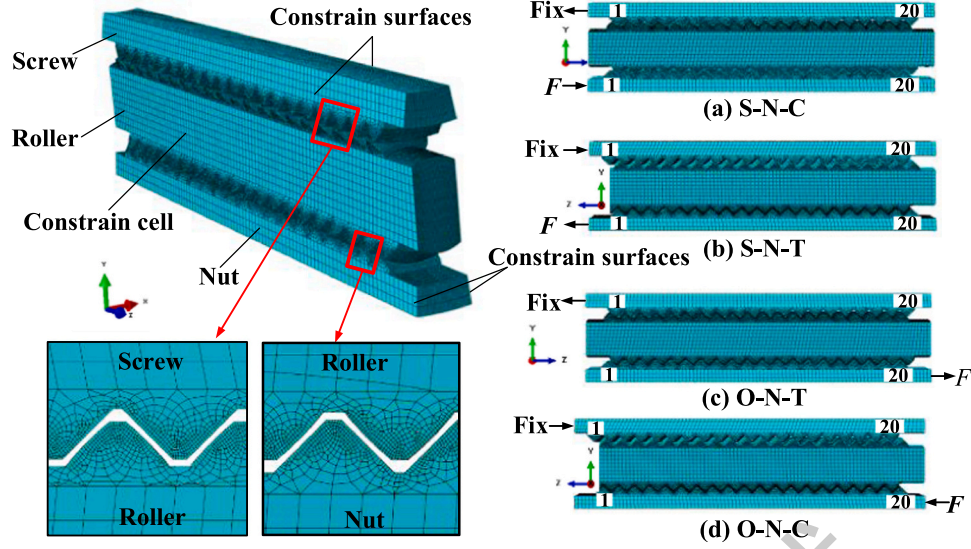 Constrain surfaces
Screw
Roller
Constrain cell
Nut
Constrain surfaces
Y
X
Z
Screw
Roller
Roller
Nut
Fix
1
20
Y
F
1
20
(a) S-N-C
Fix
1
20
Y
Z
F
1
20
(b) S-N-T
Fix
1
20
Y
Z
F
1
20
(c) O-N-T
Fix
1
20
Y
Z
F
1
20
(d) O-N-C